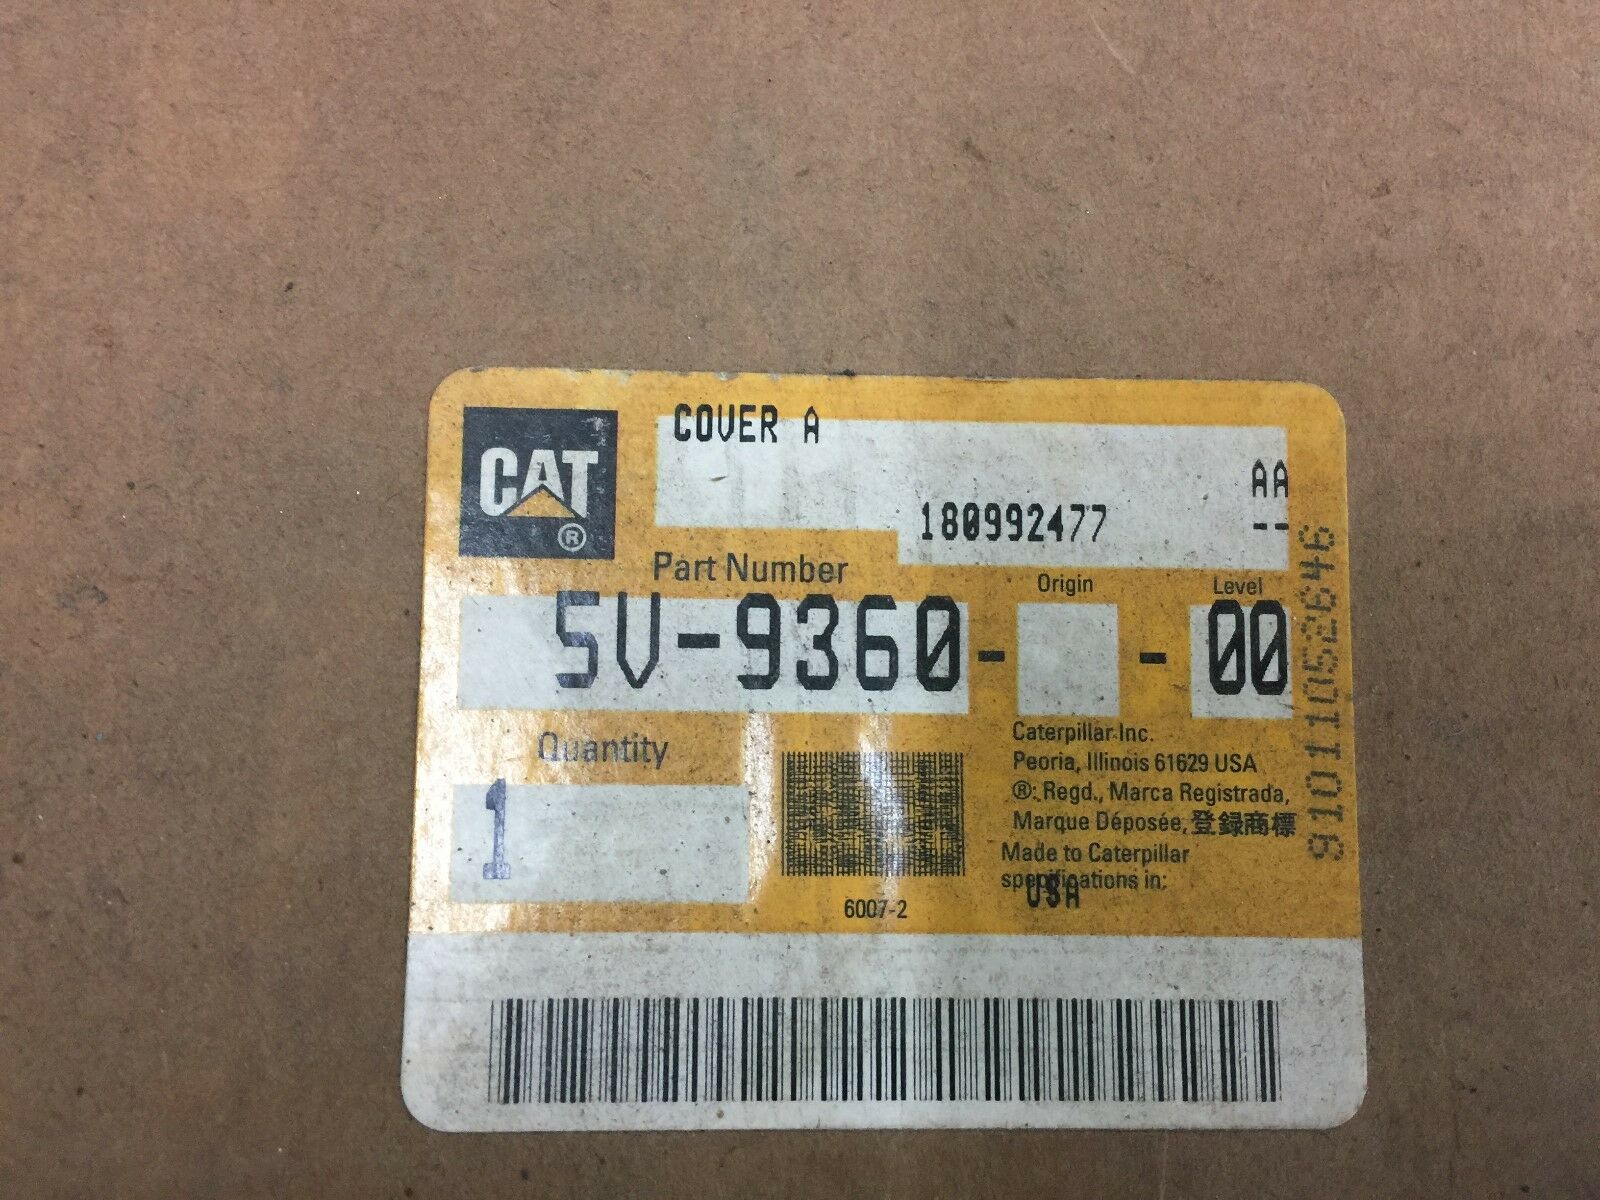 COVER A
CAT
®
AA
180992477 --
Part Number
Origin
Level
5V-9360- - 00
Quantity
1
Caterpillar Inc.
Peoria, Illinois 61629 USA
®: Regd., Marca Registrada,
Marque Déposée, 登録商標
Made to Caterpillar
specifications in:
USA
6007-2